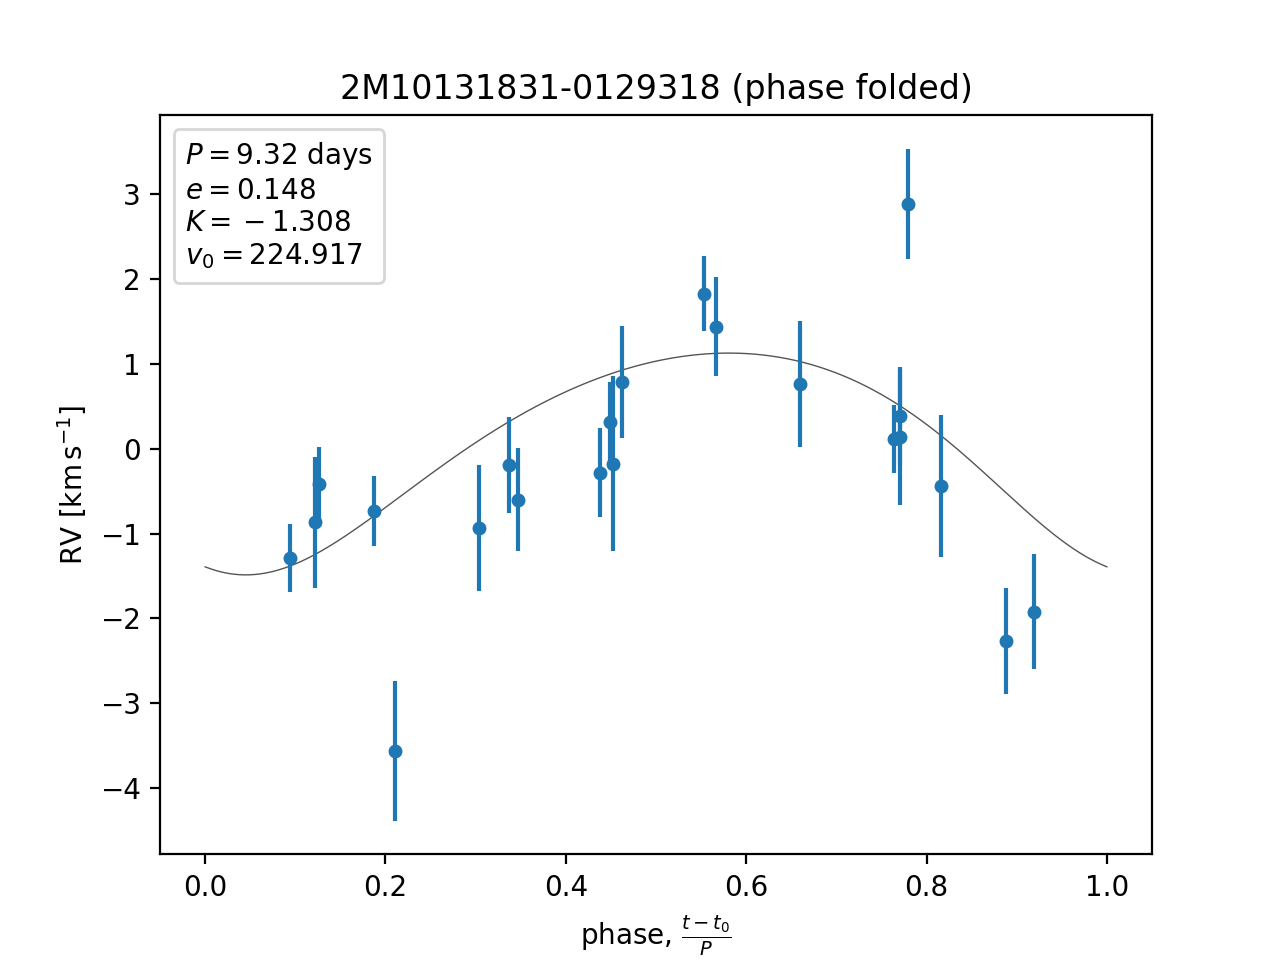 2M10131831-0129318 (phase folded)
P = 9.32 days
e = 0.148
K = −1.308
v₀ = 224.917
RV [km s⁻¹]
3
2
1
0
−1
−2
−3
−4
0.0 0.2 0.4 0.6 0.8 1.0
phase, (t − t₀)/P